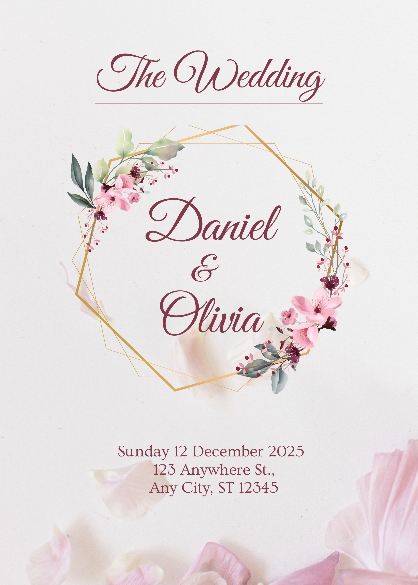 The Wedding
Daniel
&
Olivia
Sunday 12 December 2025
123 Anywhere St.,
Any City, ST 12345